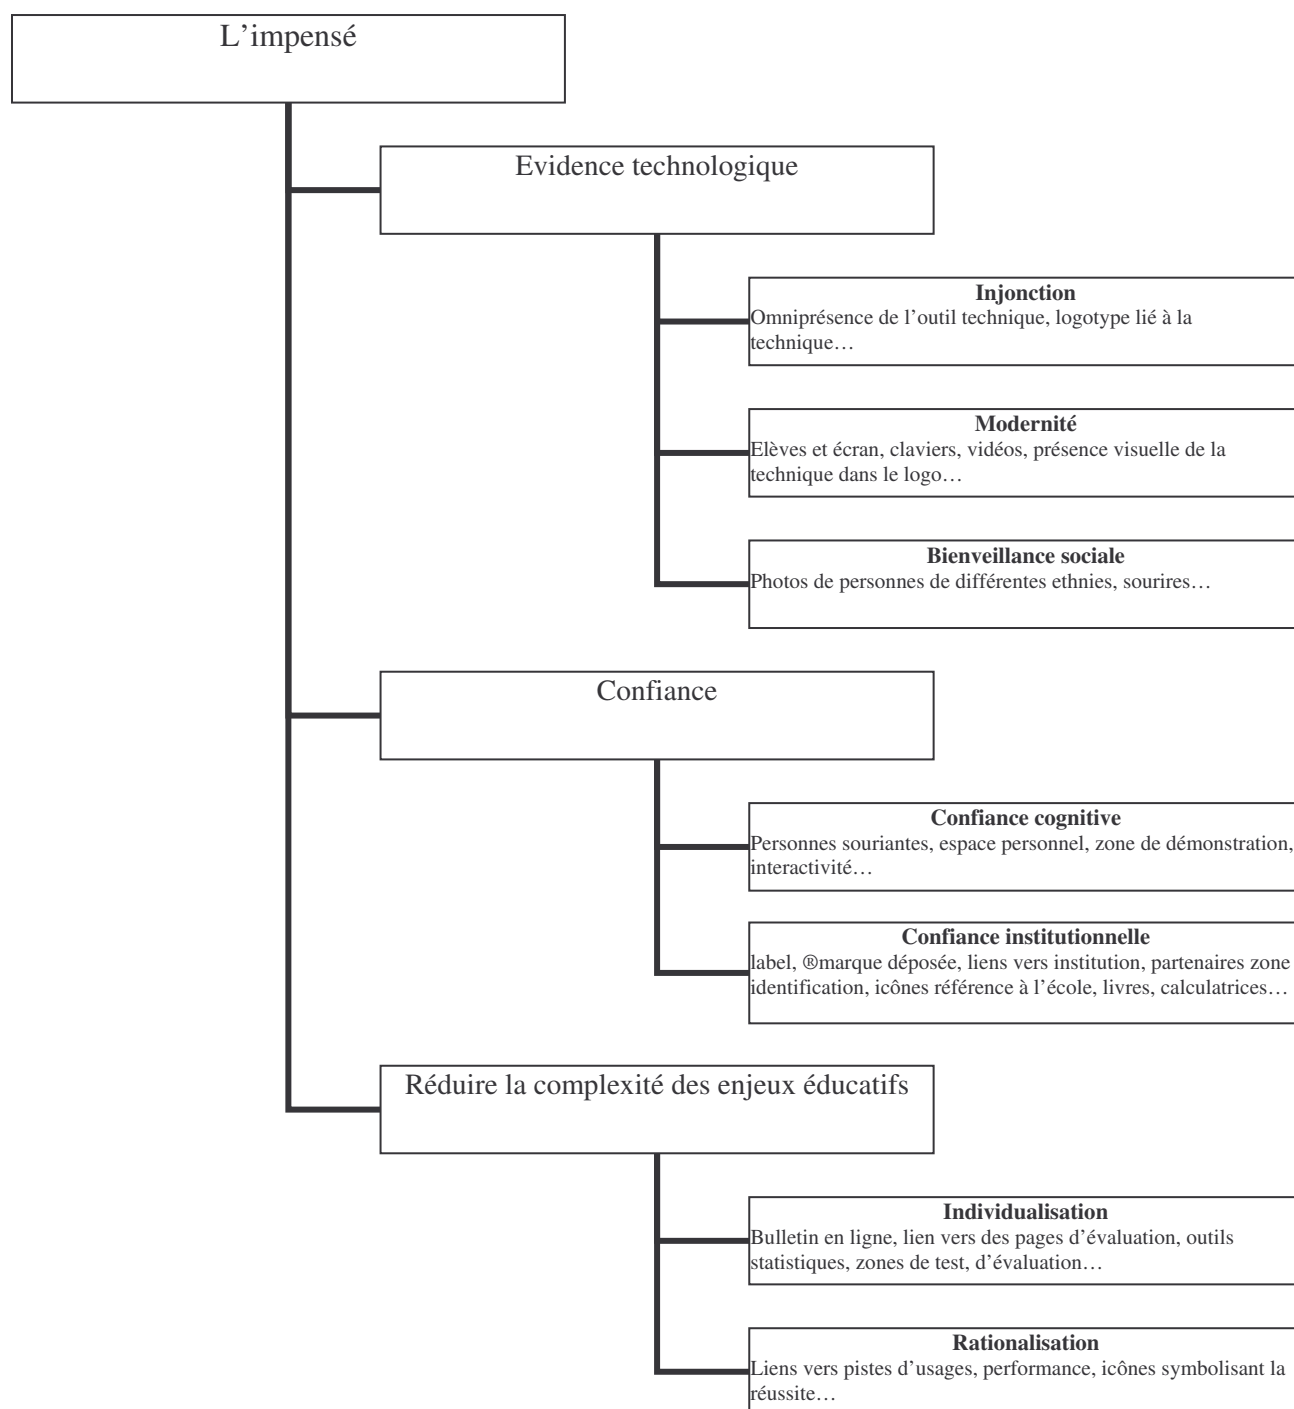 L’impensé
Evidence technologique
Injonction
Omniprésence de l’outil technique, logotype lié à la
technique…
Modernité
Elèves et écran, claviers, vidéos, présence visuelle de la
technique dans le logo…
Bienveillance sociale
Photos de personnes de différentes ethnies, sourires…
Confiance
Confiance cognitive
Personnes souriantes, espace personnel, zone de démonstration,
interactivité…
Confiance institutionnelle
label, ®marque déposée, liens vers institution, partenaires zone
identification, icônes référence à l’école, livres, calculatrices…
Réduire la complexité des enjeux éducatifs
Individualisation
Bulletin en ligne, lien vers des pages d’évaluation, outils
statistiques, zones de test, d’évaluation…
Rationalisation
Liens vers pistes d’usages, performance, icônes symbolisant la
réussite…